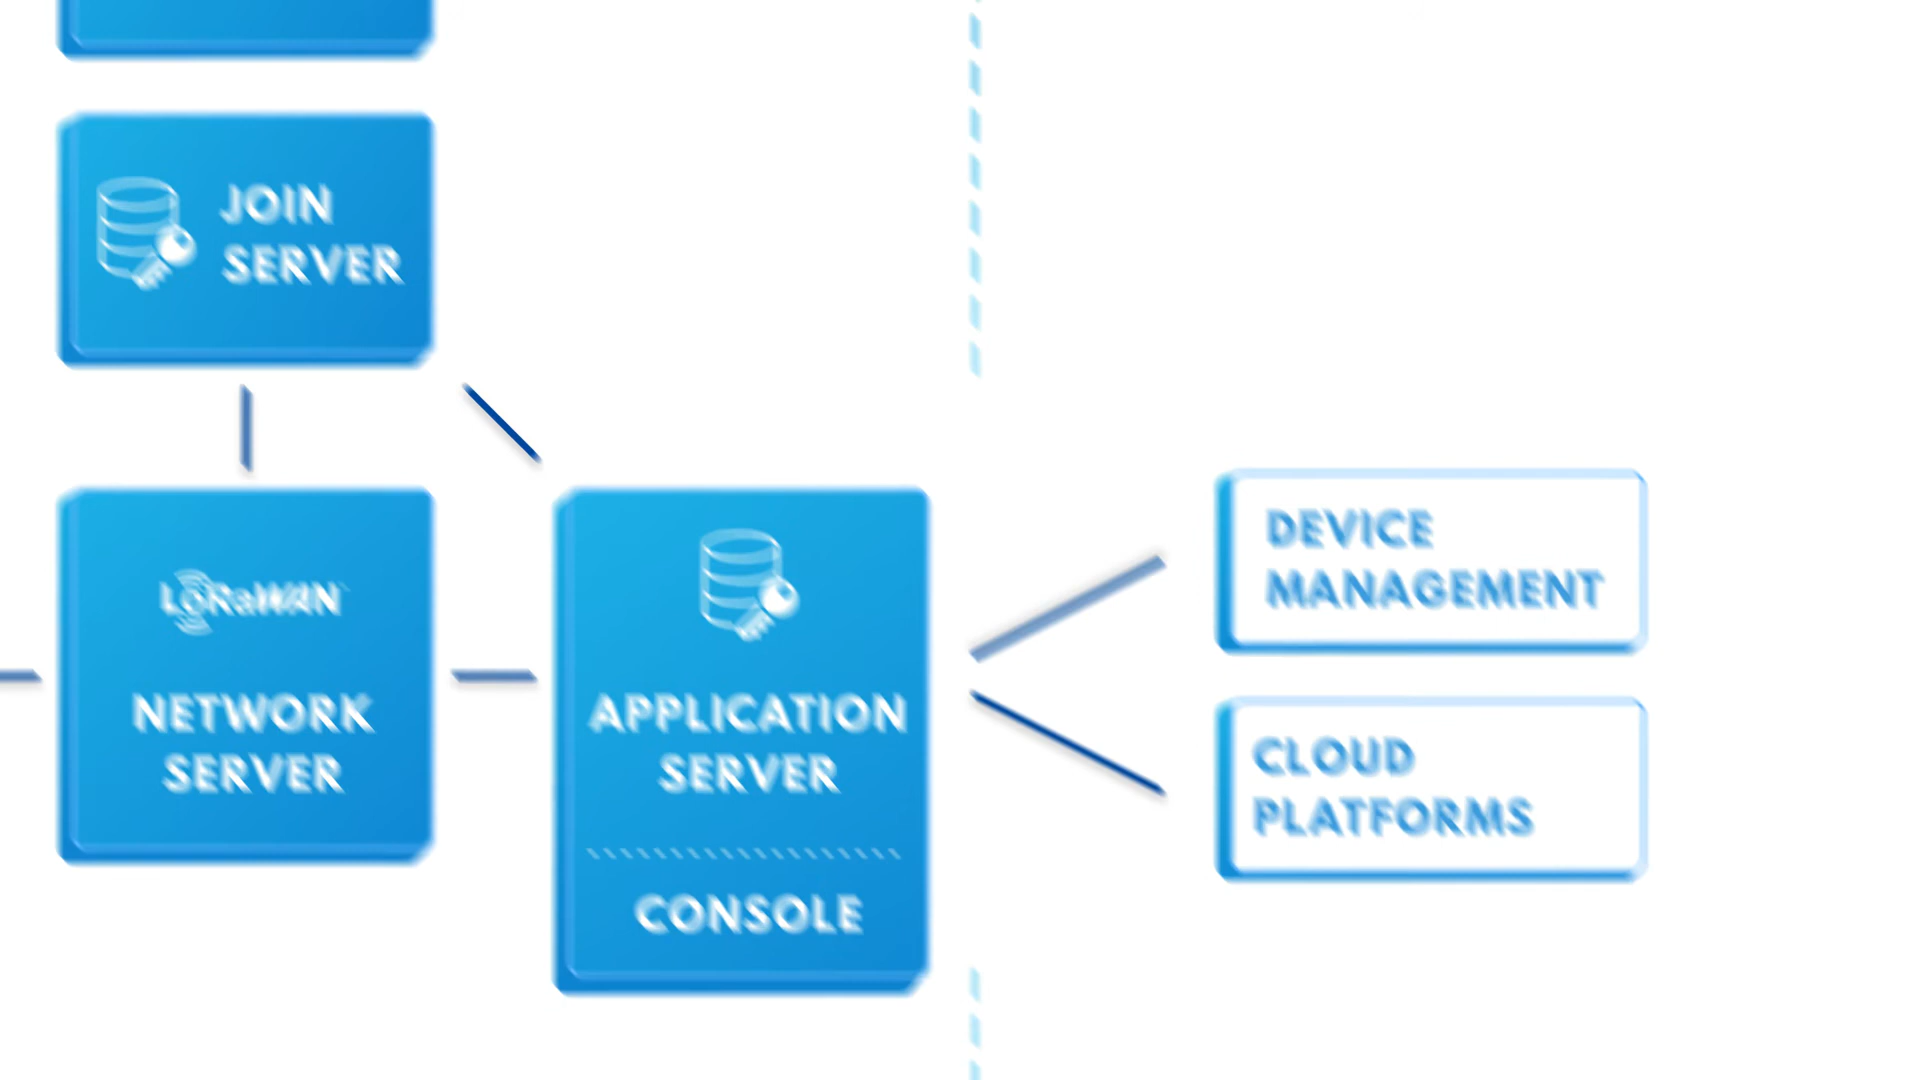 JOIN
SERVER
LoRaWAN
NETWORK
SERVER
APPLICATION
SERVER
CONSOLE
DEVICE
MANAGEMENT
CLOUD
PLATFORMS